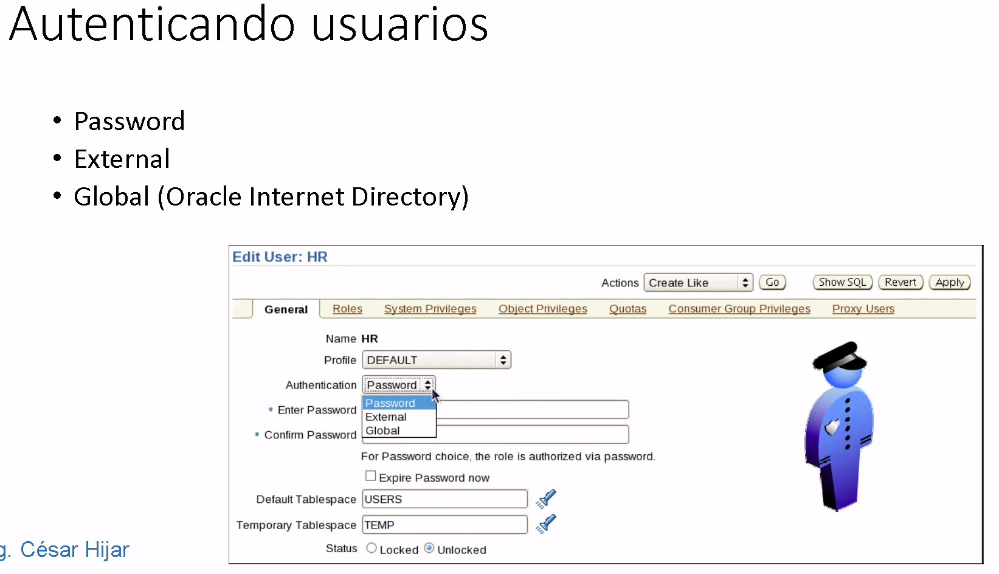 Autenticando usuarios
• Password
• External
• Global (Oracle Internet Directory)
Edit User: HR
Actions Create Like Go Show SQL Revert Apply
General Roles System Privileges Object Privileges Quotas Consumer Group Privileges Proxy Users
Name HR
Profile DEFAULT
Authentication Password
Password
External
Global
* Enter Password
* Confirm Password
For Password choice, the role is authorized via password.
Expire Password now
Default Tablespace USERS
Temporary Tablespace TEMP
Status Locked Unlocked
g. César Hijar